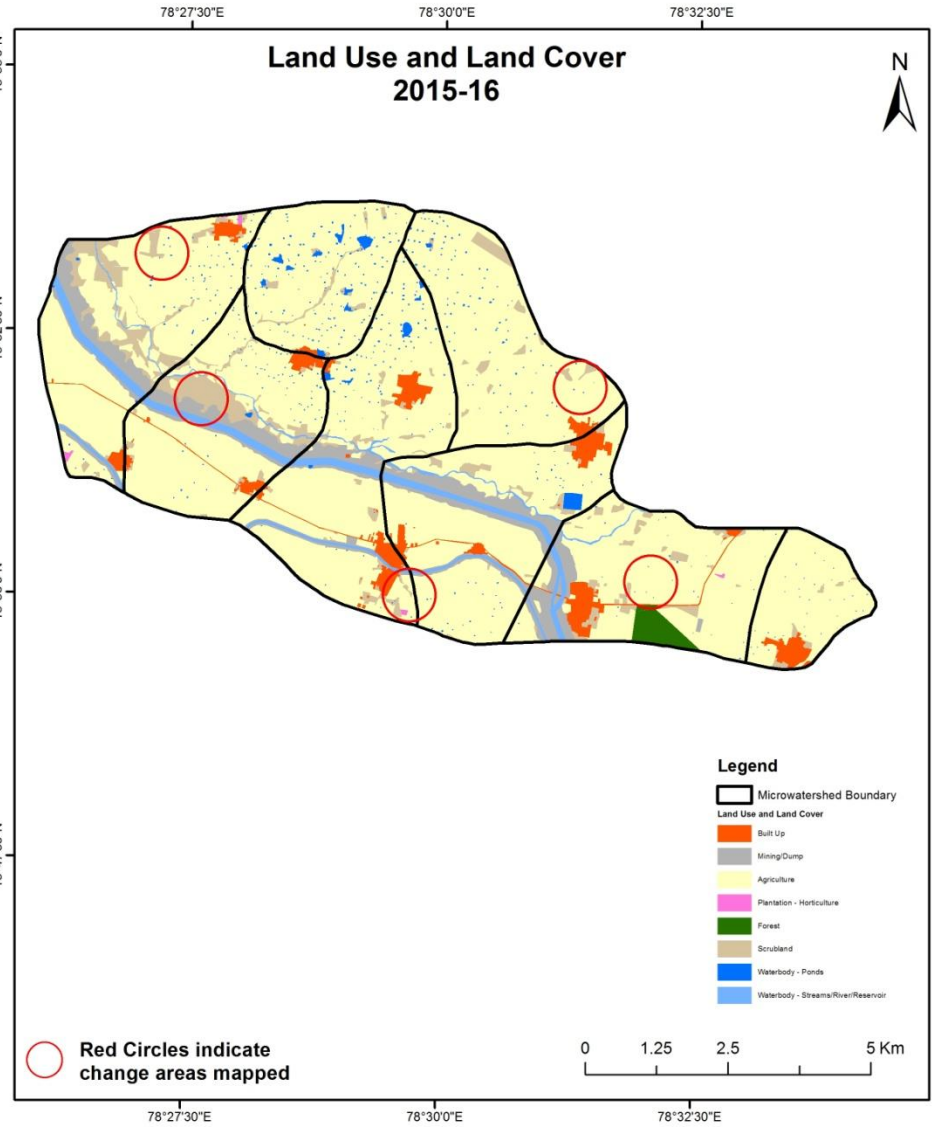 78°27'30"E 78°30'0"E 78°32'30"E
Land Use and Land Cover
2015-16
N
Legend
Microwatershed Boundary
Land Use and Land Cover
Built Up
Mining/Dump
Agriculture
Plantation - Horticulture
Forest
Scrubland
Waterbody - Ponds
Waterbody - Streams/River/Reservoir
Red Circles indicate
change areas mapped
0 1.25 2.5 5 Km
78°27'30"E 78°30'0"E 78°32'30"E